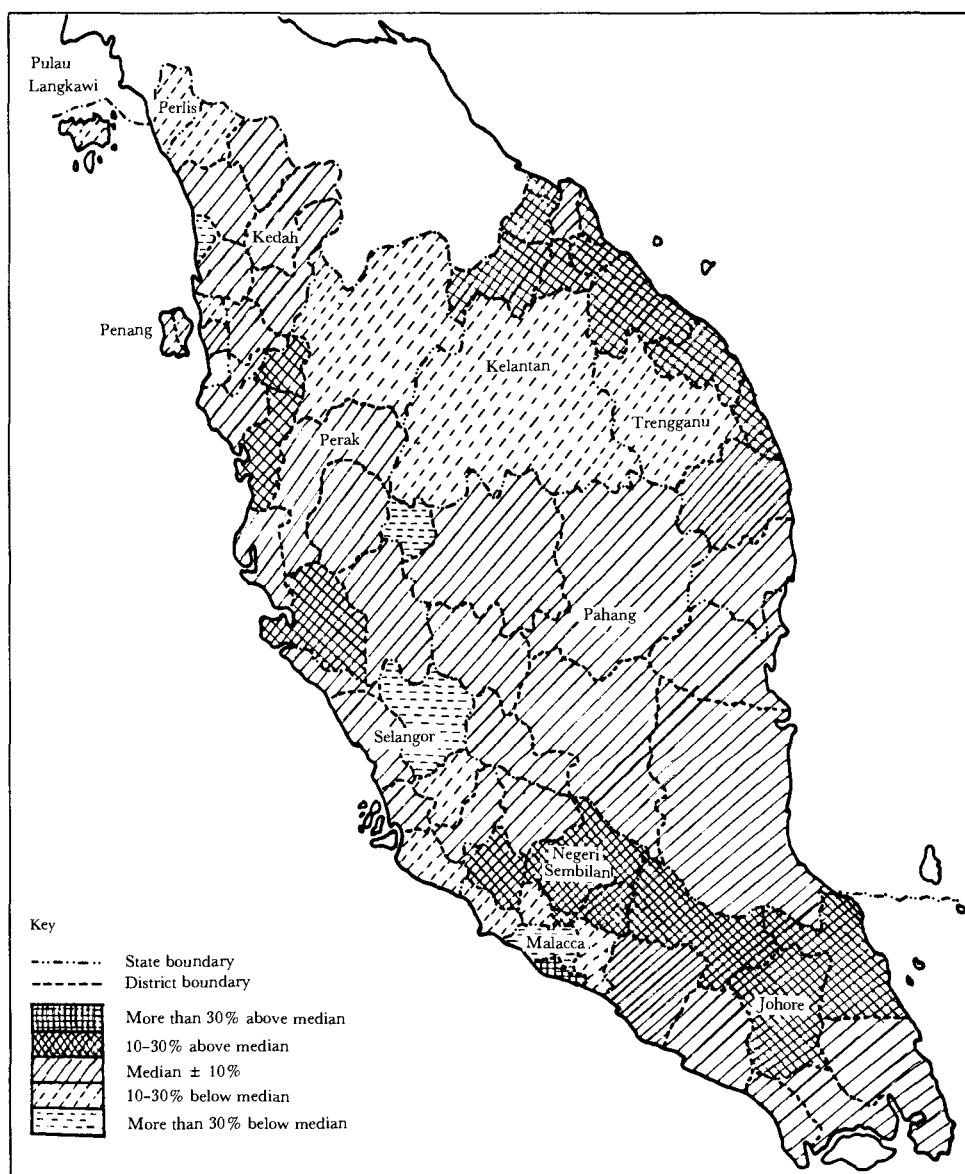 Pulau
Langkawi
Perlis
Kedah
Penang
Kelantan
Trengganu
Perak
Pahang
Selangor
Negeri
Sembilan
Malacca
Johore
Key
State boundary
District boundary
More than 30% above median
10–30% above median
Median ± 10%
10–30% below median
More than 30% below median